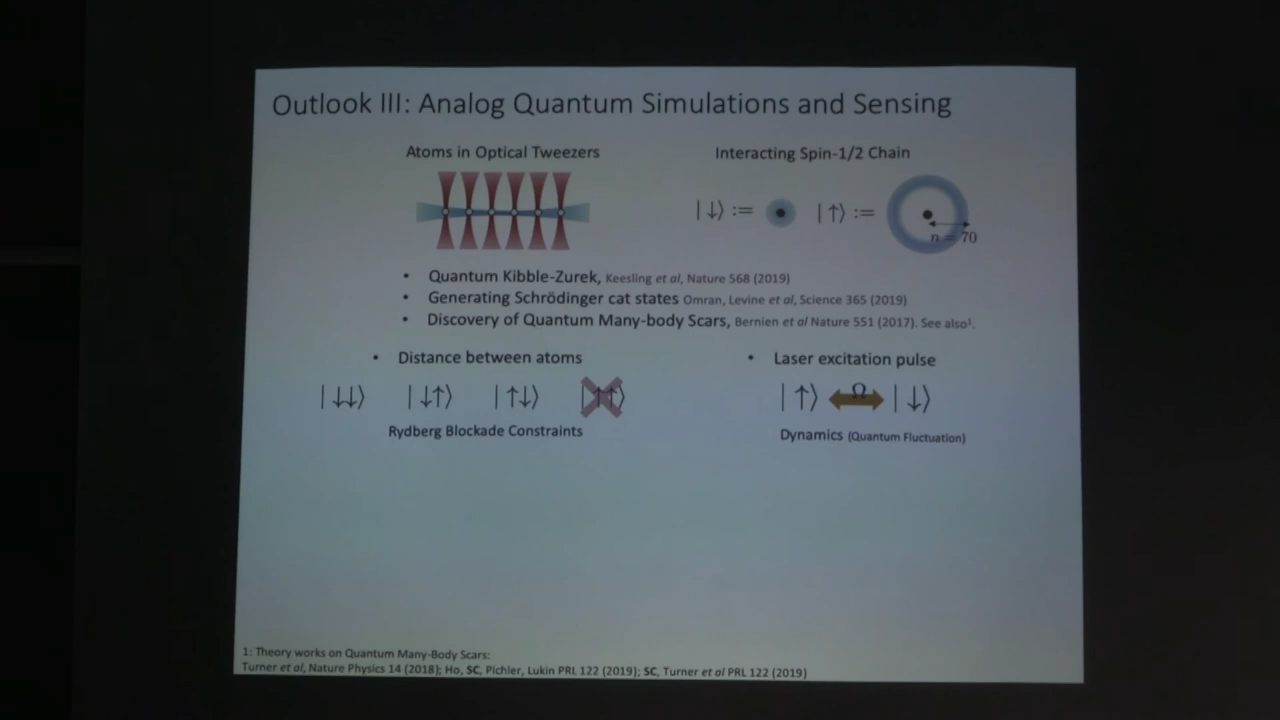 Outlook III: Analog Quantum Simulations and Sensing
Atoms in Optical Tweezers
Interacting Spin-1/2 Chain
|↓⟩ := |↑⟩ :=
n = 70
• Quantum Kibble-Zurek, Keesling et al, Nature 568 (2019)
• Generating Schrödinger cat states Omran, Levine et al, Science 365 (2019)
• Discovery of Quantum Many-body Scars, Bernien et al Nature 551 (2017). See also¹.
• Distance between atoms
• Laser excitation pulse
|↓↓⟩ |↓↑⟩ |↑↓⟩ |↑↑⟩
|↑⟩ Ω |↓⟩
Rydberg Blockade Constraints
Dynamics (Quantum Fluctuation)
1: Theory works on Quantum Many-Body Scars:
Turner et al, Nature Physics 14 (2018); Ho, SC, Pichler, Lukin PRL 122 (2019); SC, Turner et al PRL 122 (2019)